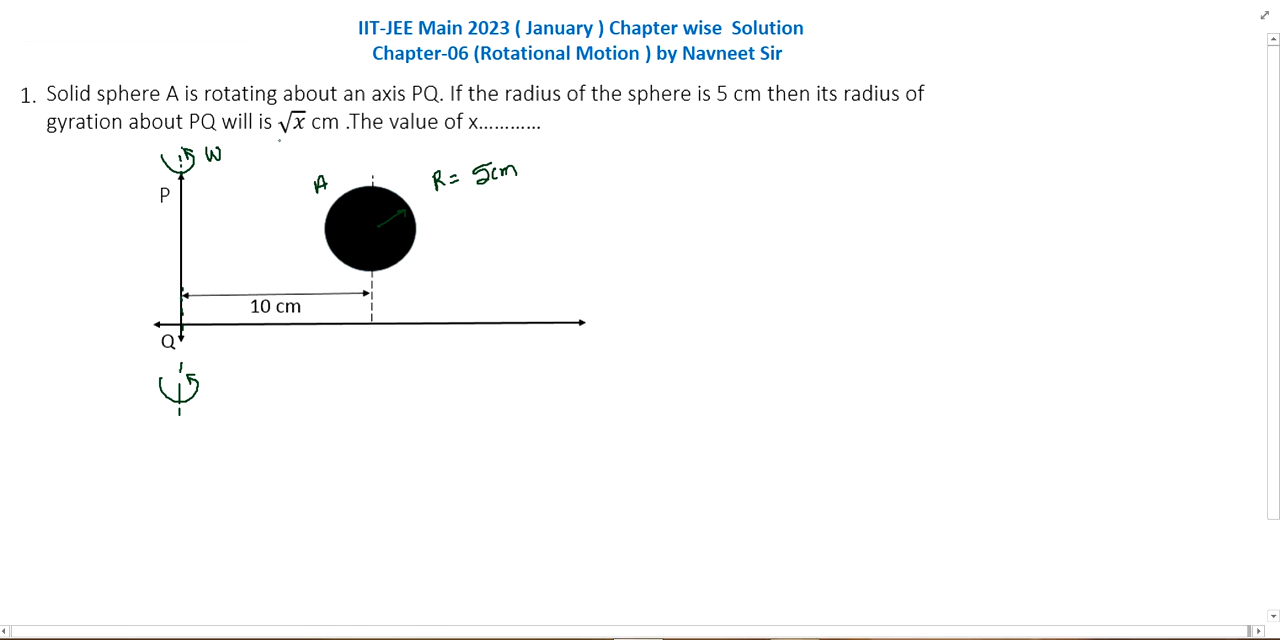 IIT-JEE Main 2023 ( January ) Chapter wise Solution
Chapter-06 (Rotational Motion ) by Navneet Sir
1. Solid sphere A is rotating about an axis PQ. If the radius of the sphere is 5 cm then its radius of
gyration about PQ will is √x cm .The value of x............
W
P
A
R= 5cm
10 cm
Q